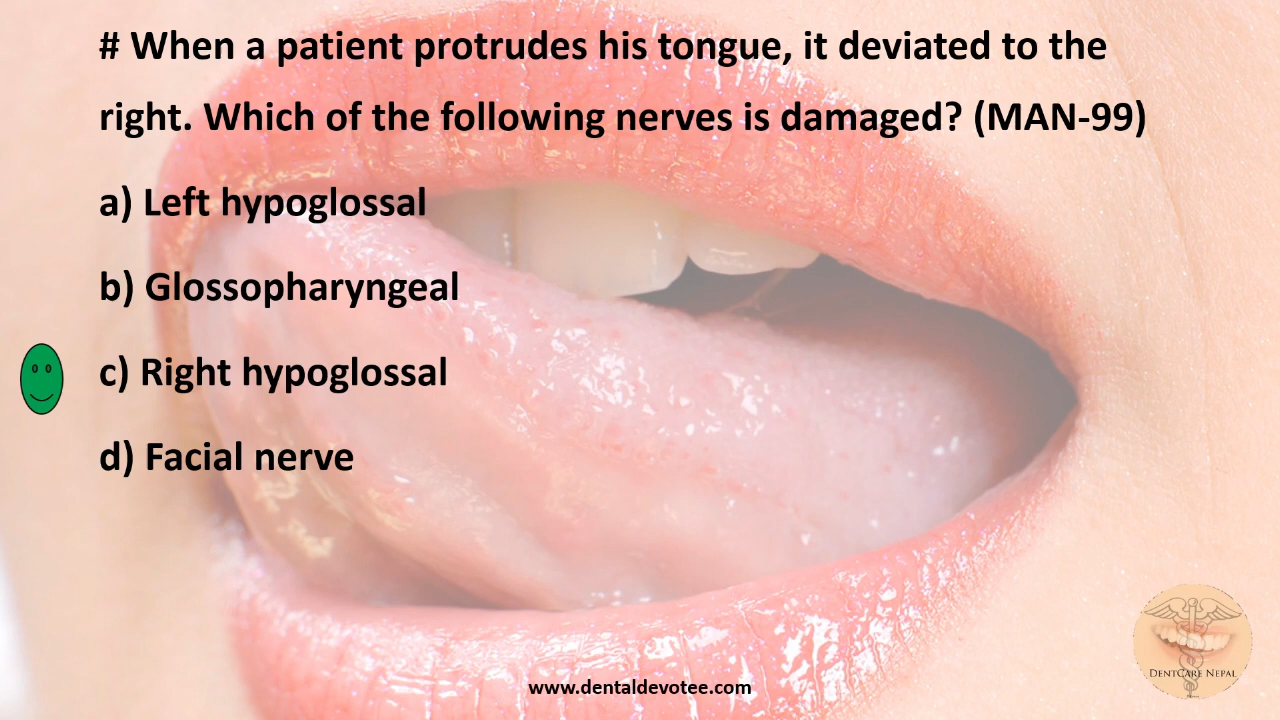 # When a patient protrudes his tongue, it deviated to the
right. Which of the following nerves is damaged? (MAN-99)
a) Left hypoglossal
b) Glossopharyngeal
c) Right hypoglossal
d) Facial nerve
DentCare Nepal
www.dentaldevotee.com